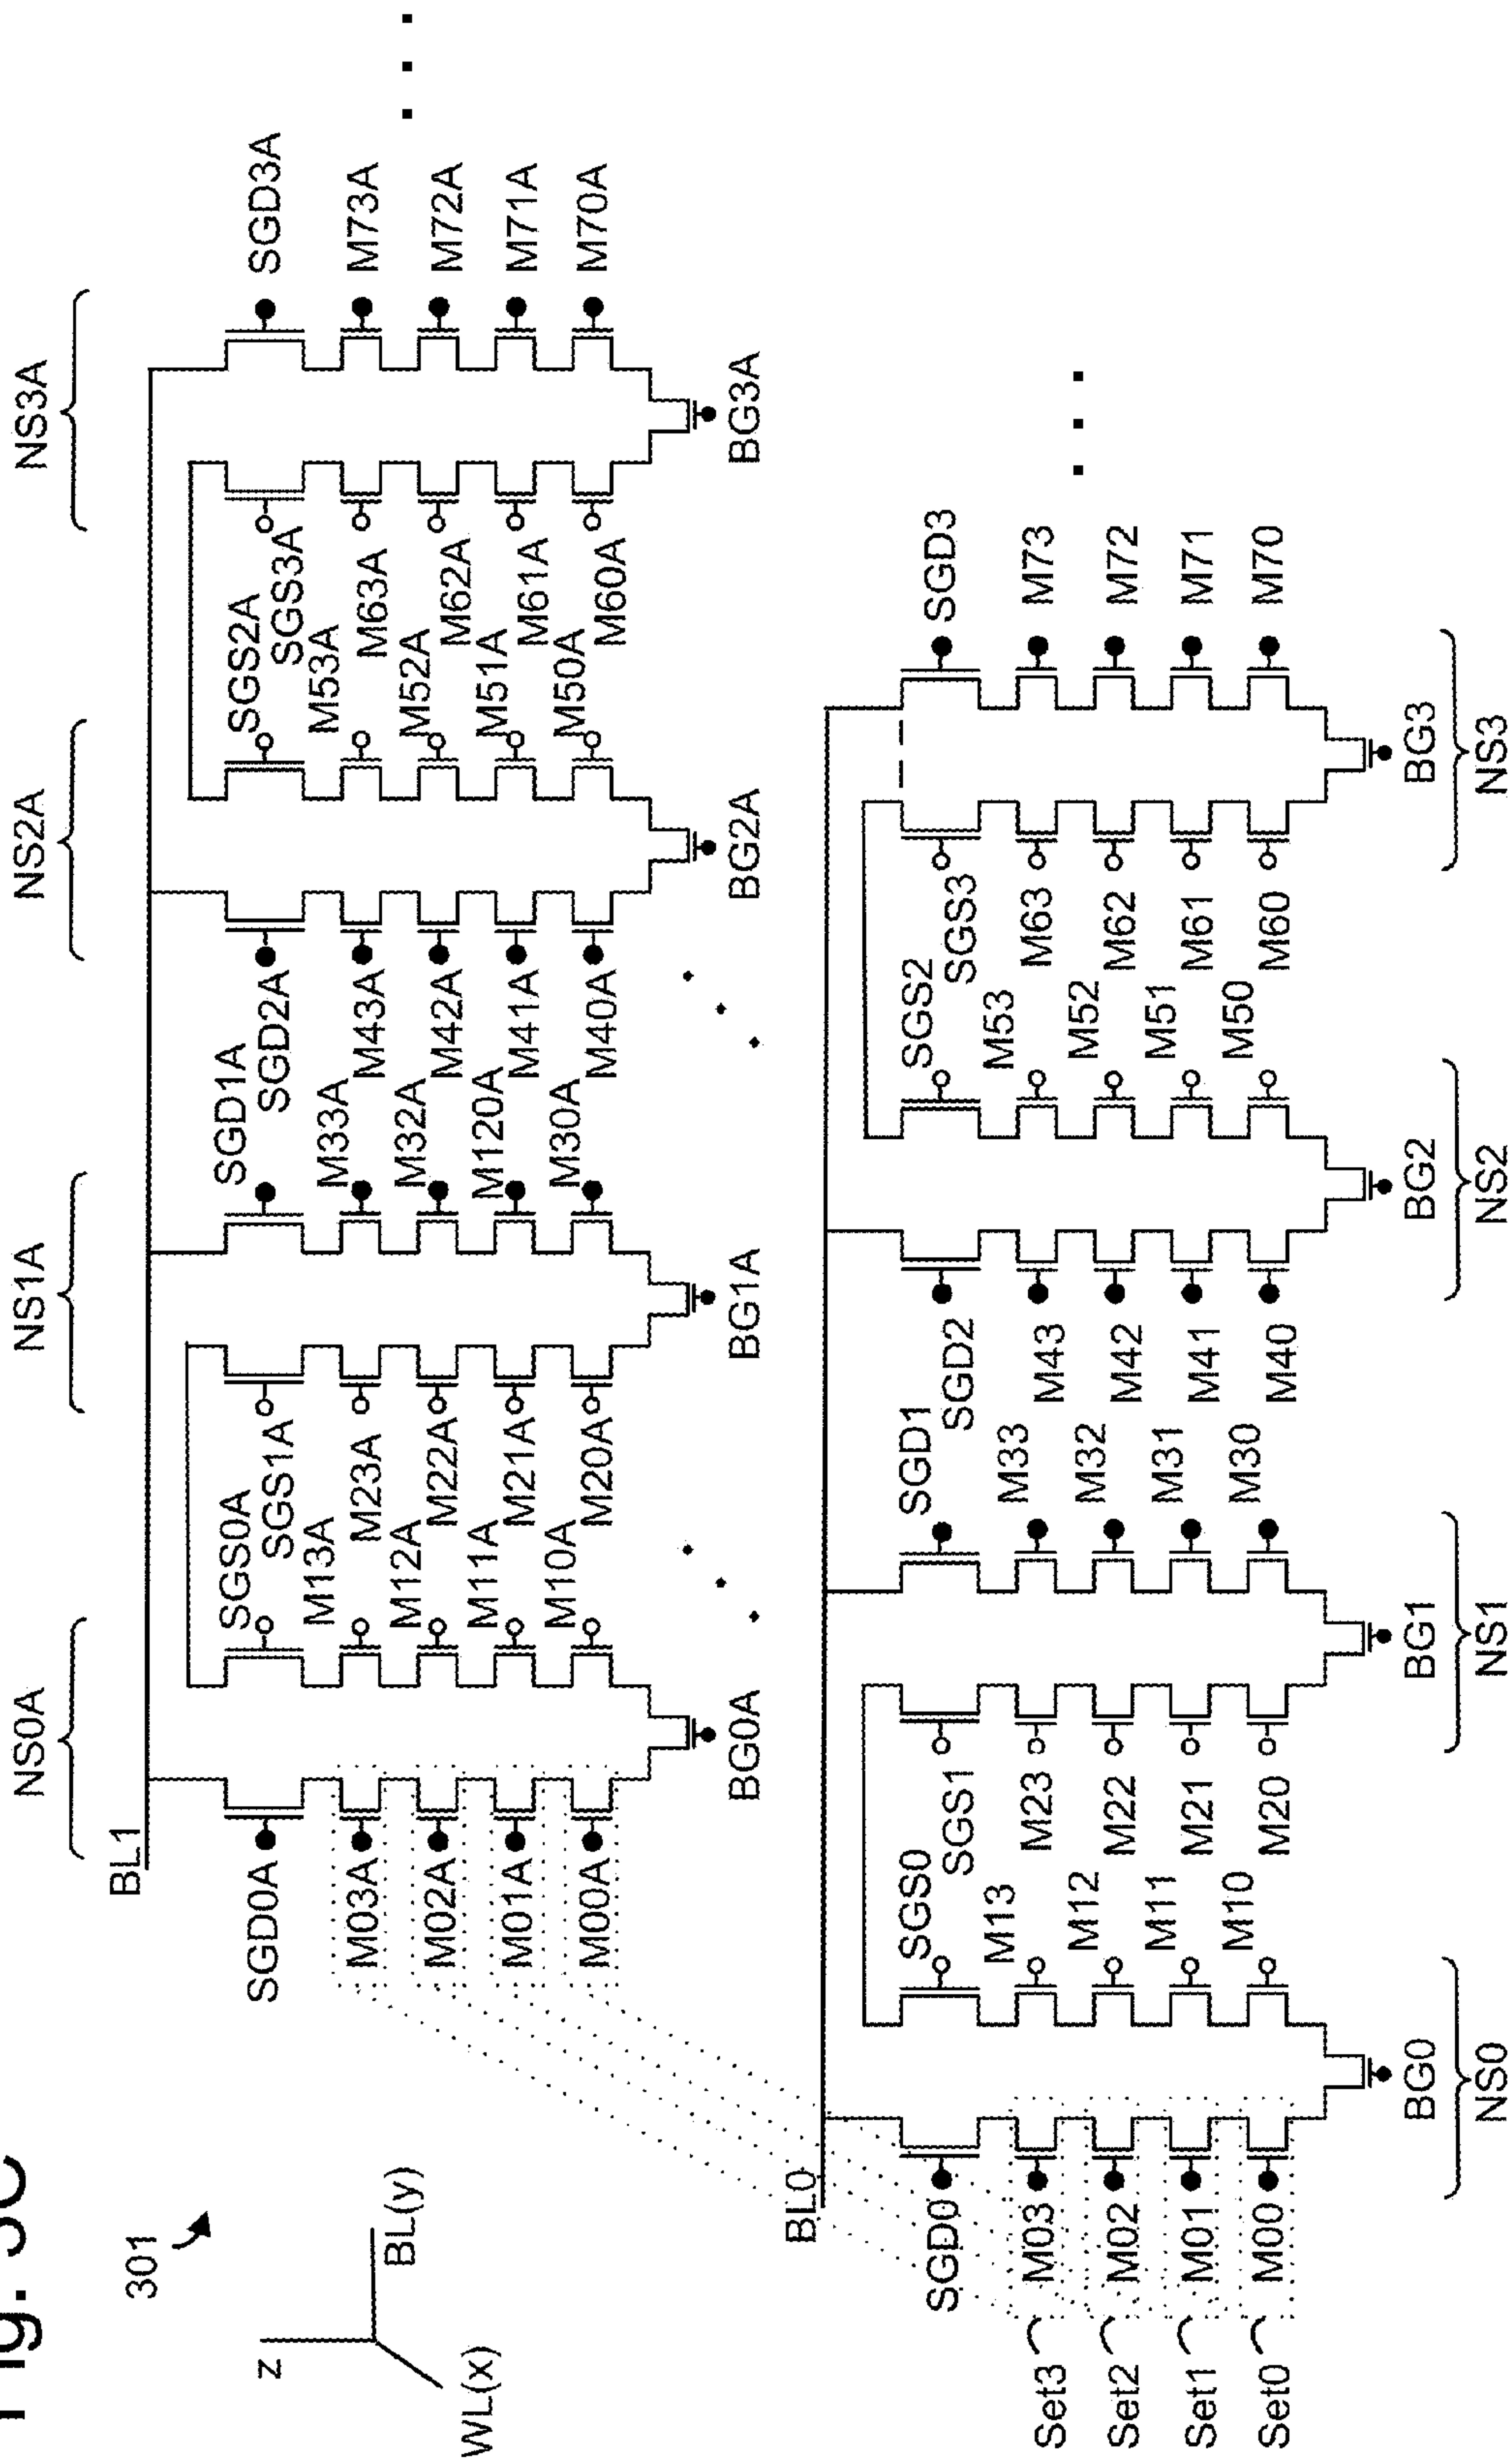 Fig. 3C
301
z
BL(y)
WL(x)
NS0A
NS1A
NS2A
NS3A
BL1
SGD0A
SGS0A
SGS1A
SGD1A
SGD2A
SGS2A
SGS3A
SGD3A
M03A
M13A
M23A
M33A
M43A
M53A
M63A
M73A
M02A
M12A
M22A
M32A
M42A
M52A
M62A
M72A
M01A
M11A
M21A
M120A
M41A
M51A
M61A
M71A
M00A
M10A
M20A
M30A
M40A
M50A
M60A
M70A
BG0A
BG1A
BG2A
BG3A
BL0
SGD0
SGS0
SGS1
SGD1
SGD2
SGS2
SGS3
SGD3
Set3
M03
M13
M23
M33
M43
M53
M63
M73
Set2
M02
M12
M22
M32
M42
M52
M62
M72
Set1
M01
M11
M21
M31
M41
M51
M61
M71
Set0
M00
M10
M20
M30
M40
M50
M60
M70
BG0
BG1
BG2
BG3
NS0
NS1
NS2
NS3